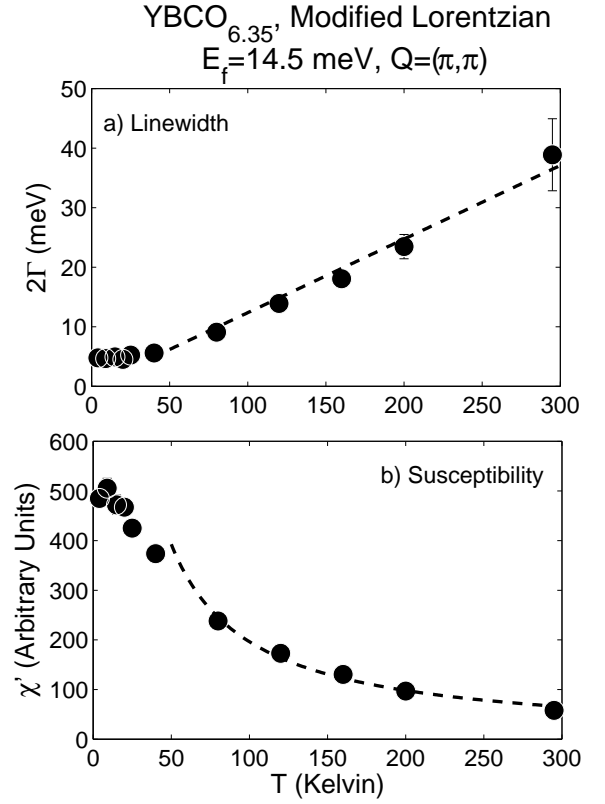 YBCO6.35, Modified Lorentzian
Ef=14.5 meV, Q=(π,π)
a) Linewidth
2Γ (meV)
50
40
30
20
10
0
0 50 100 150 200 250 300
b) Susceptibility
χ’ (Arbitrary Units)
600
500
400
300
200
100
0
0 50 100 150 200 250 300
T (Kelvin)